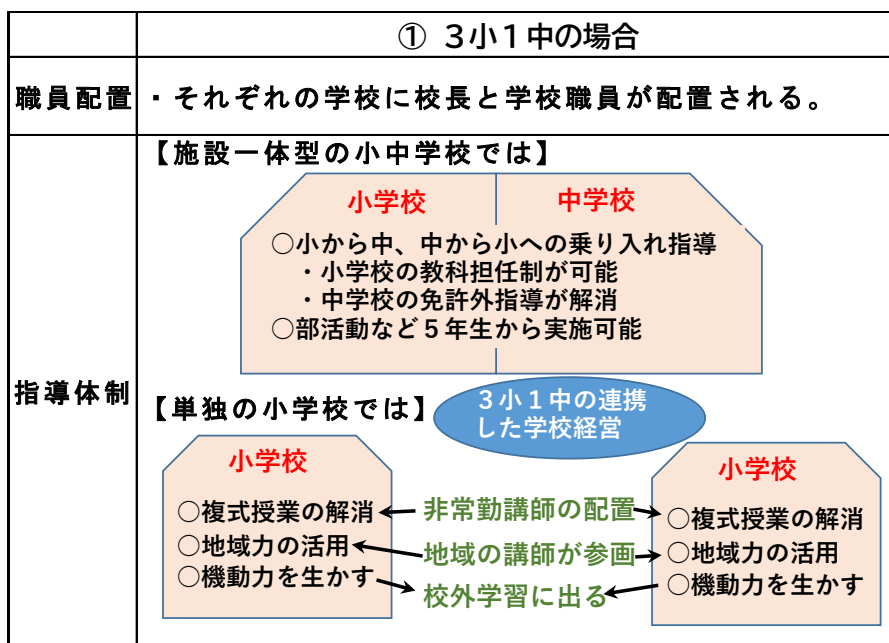 ① ３小１中の場合
職員配置
・それぞれの学校に校長と学校職員が配置される。
指導体制
【施設一体型の小中学校では】
小学校
中学校
○小から中、中から小への乗り入れ指導
・小学校の教科担任制が可能
・中学校の免許外指導が解消
○部活動など５年生から実施可能
【単独の小学校では】
３小１中の連携
した学校経営
小学校
○複式授業の解消
○地域力の活用
○機動力を生かす
非常勤講師の配置
地域の講師が参画
校外学習に出る
小学校
○複式授業の解消
○地域力の活用
○機動力を生かす